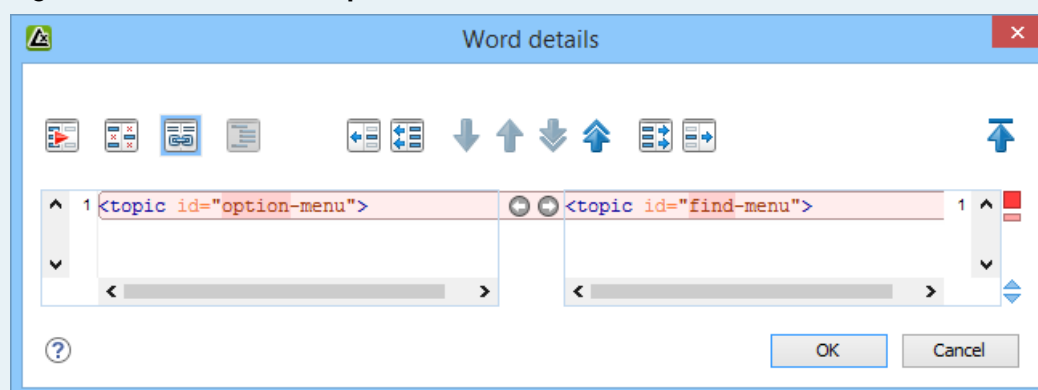 Word details
1 <topic id="option-menu">
<topic id="find-menu"> 1
OK
Cancel